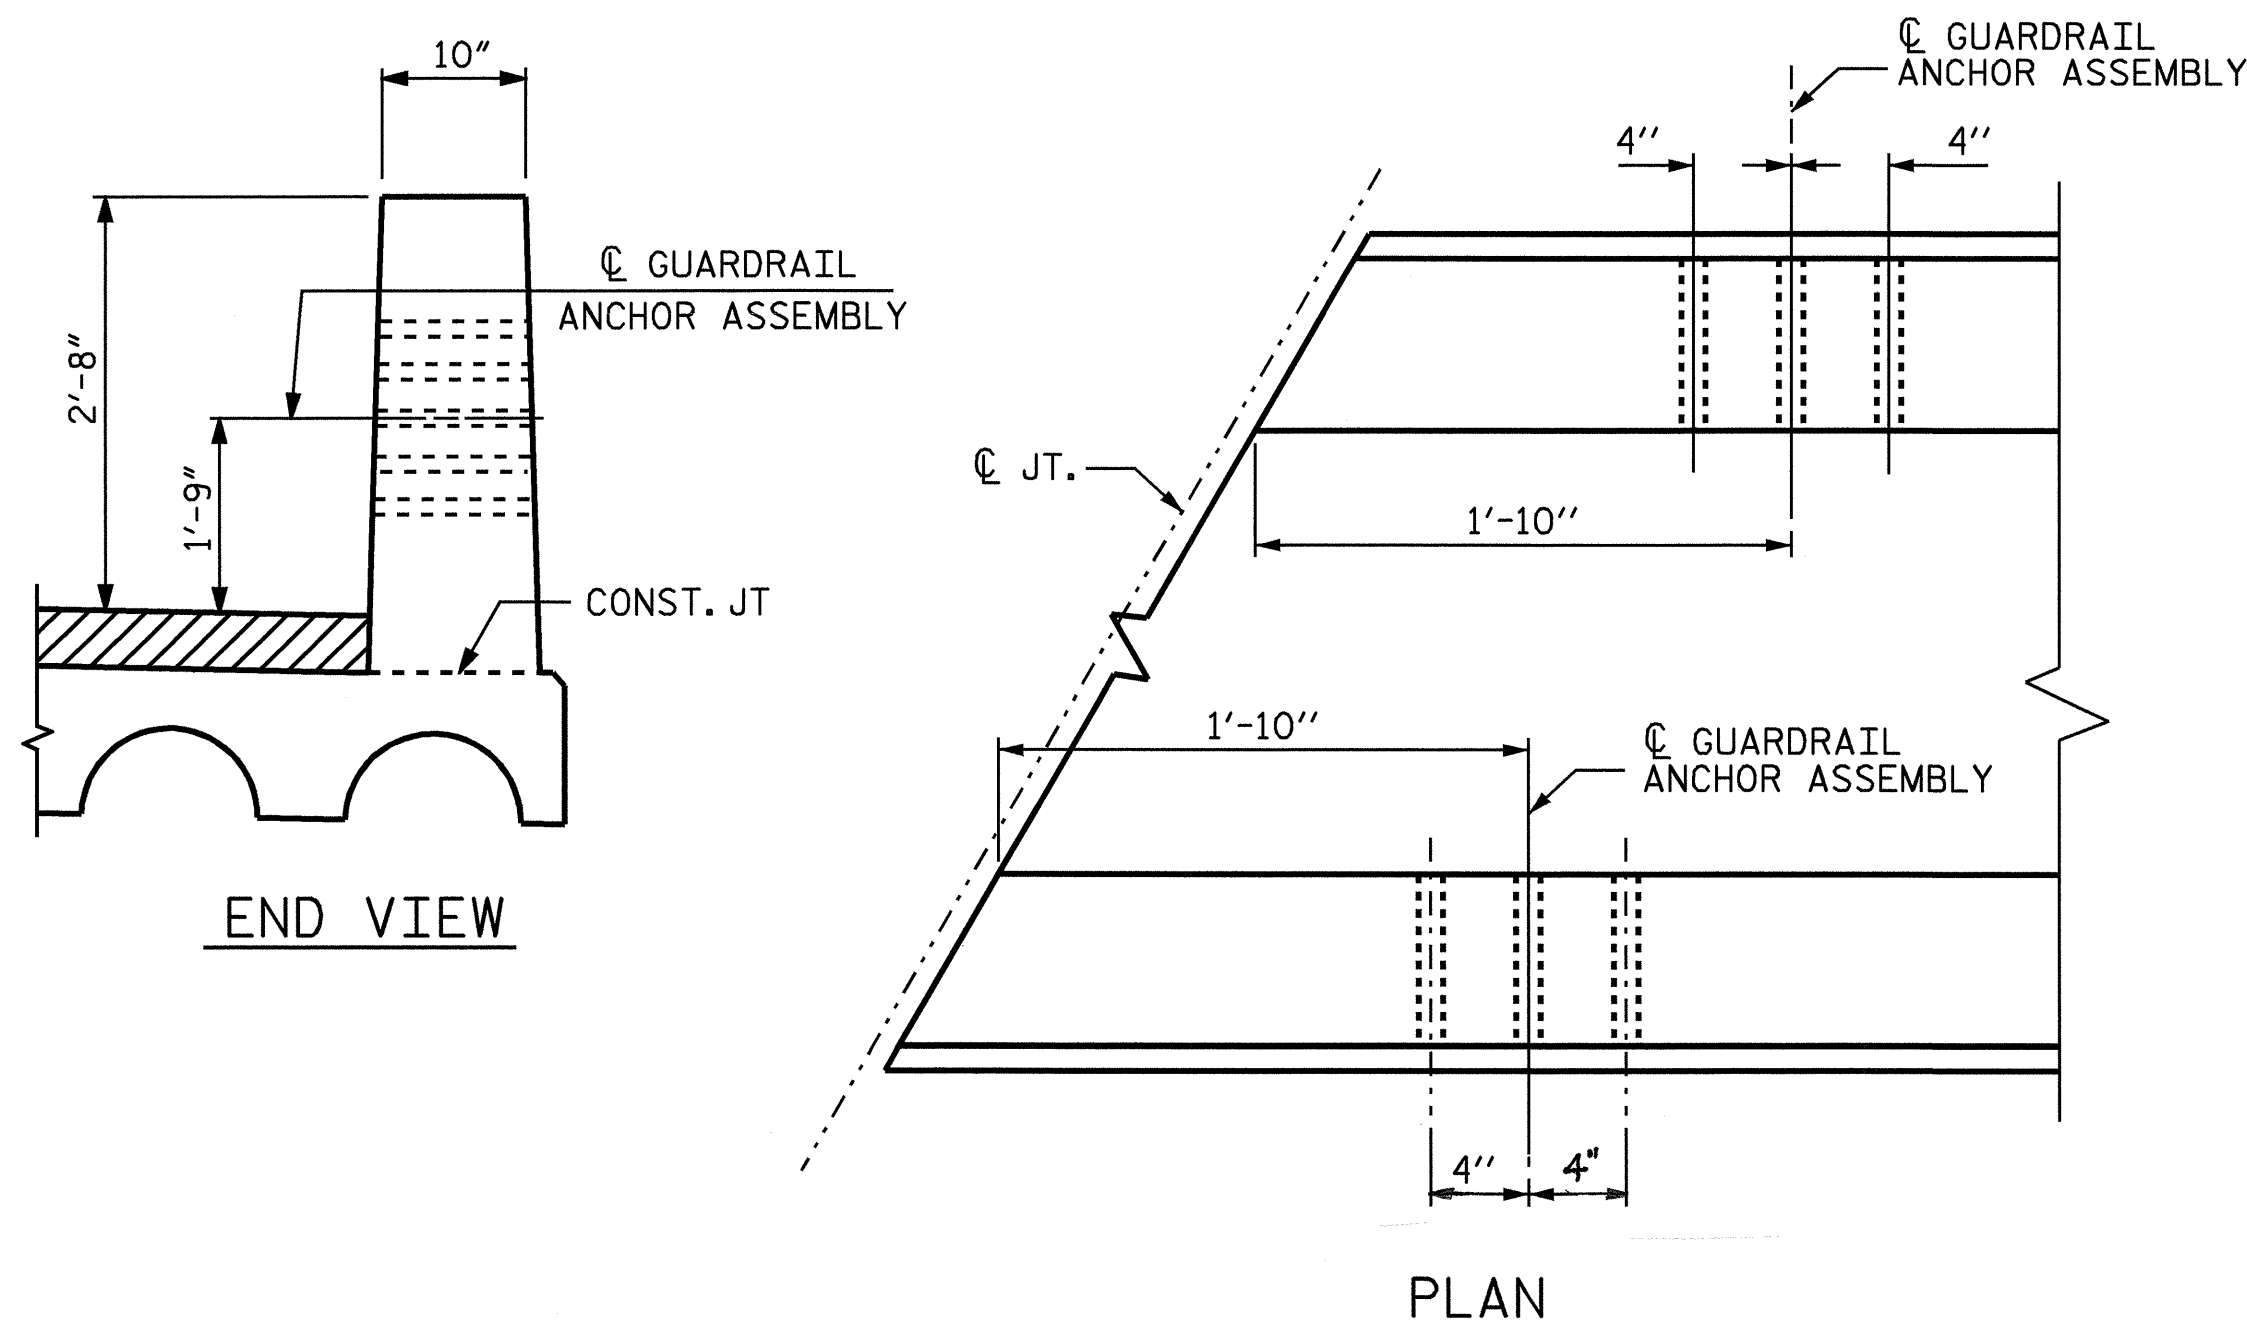 10"
℄ GUARDRAIL
ANCHOR ASSEMBLY
2'-8"
1'-9"
CONST. JT
END VIEW
℄ GUARDRAIL
ANCHOR ASSEMBLY
4"
4"
℄ JT.
1'-10"
1'-10"
℄ GUARDRAIL
ANCHOR ASSEMBLY
4"
4"
PLAN